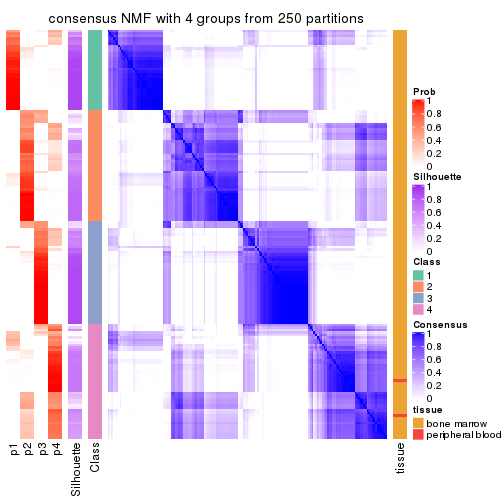 consensus NMF with 4 groups from 250 partitions
Prob
1
0.8
0.6
0.4
0.2
0
Silhouette
1
0.8
0.6
0.4
0.2
0
Class
1
2
3
4
Consensus
1
0.8
0.6
0.4
0.2
0
tissue
bone marrow
peripheral blood
p1
p2
p3
p4
Silhouette
Class
tissue